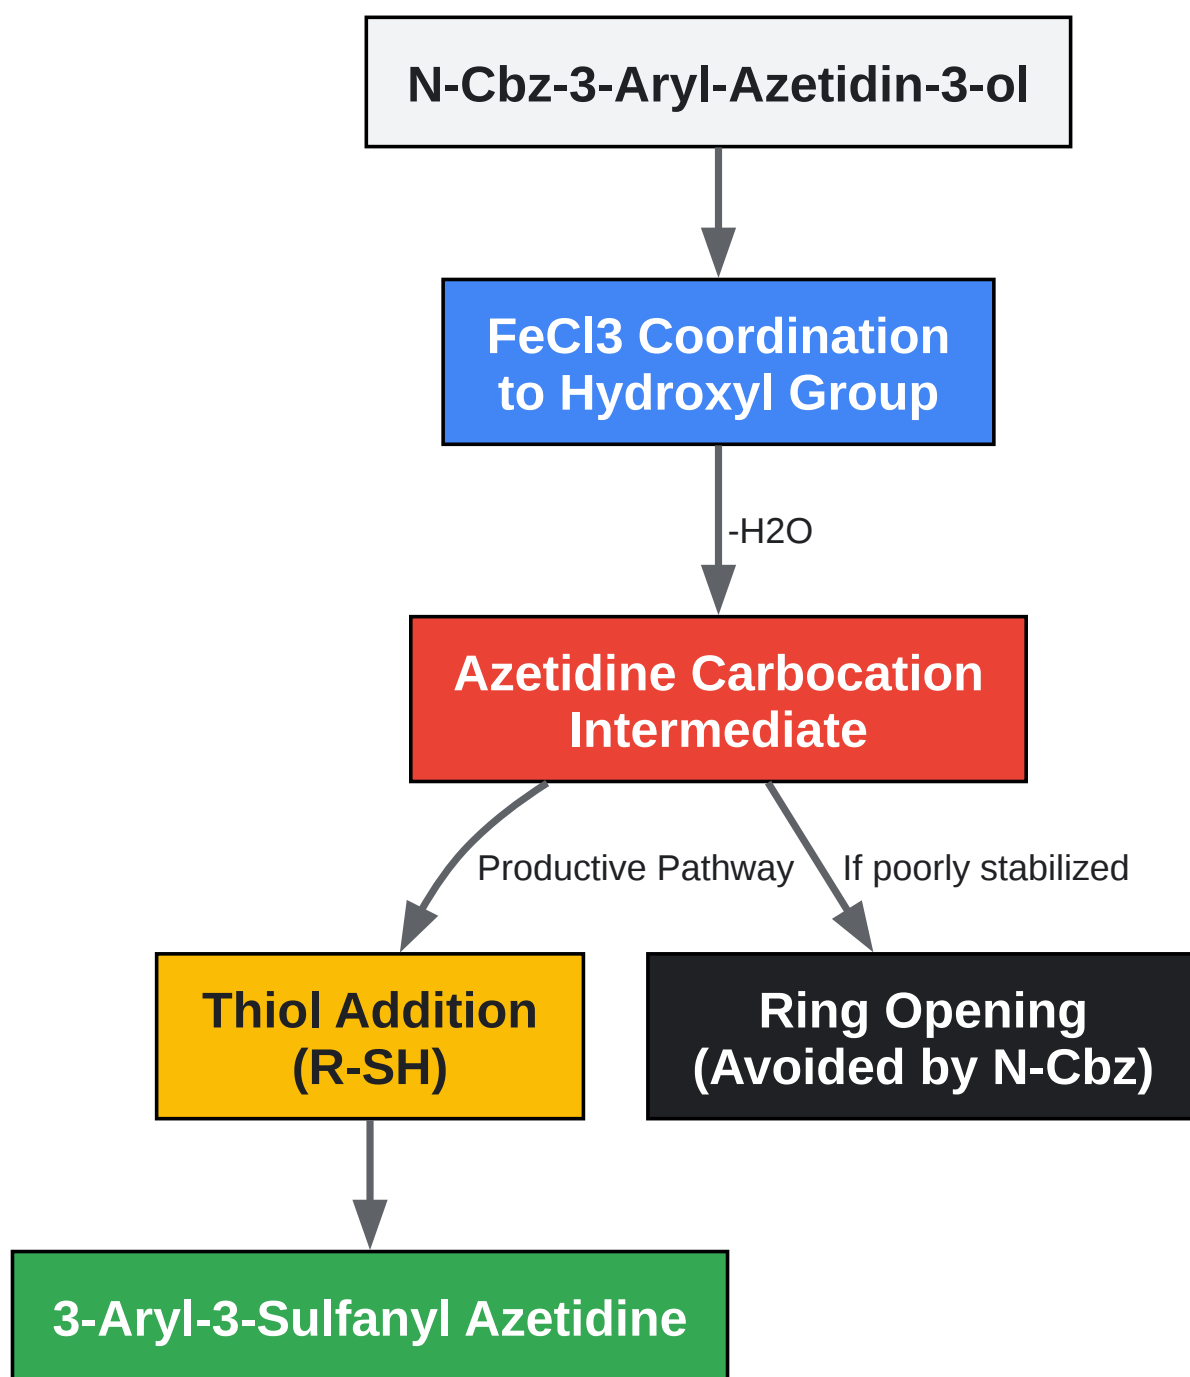 N-Cbz-3-Aryl-Azetidin-3-ol
FeCl3 Coordination
to Hydroxyl Group
-H2O
Azetidine Carbocation
Intermediate
Productive Pathway
If poorly stabilized
Thiol Addition
(R-SH)
Ring Opening
(Avoided by N-Cbz)
3-Aryl-3-Sulfanyl Azetidine